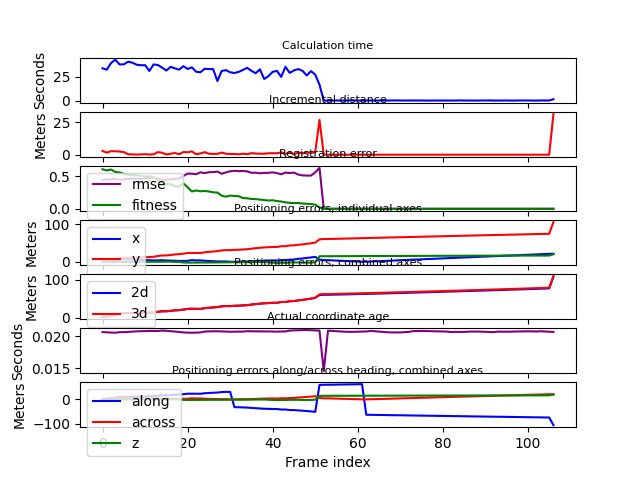 Calculation time
Seconds
25
0
Incremental distance
Meters
25
0
Registration error
0.5
0.0
rmse
fitness
Positioning errors, individual axes
Meters
100
0
x
y
Positioning errors, combined axes
Meters
100
0
2d
3d
Actual coordinate age
Seconds
0.020
0.015
Positioning errors along/across heading, combined axes
Meters
0
−100
along
across
z
0 20 40 60 80 100
Frame index